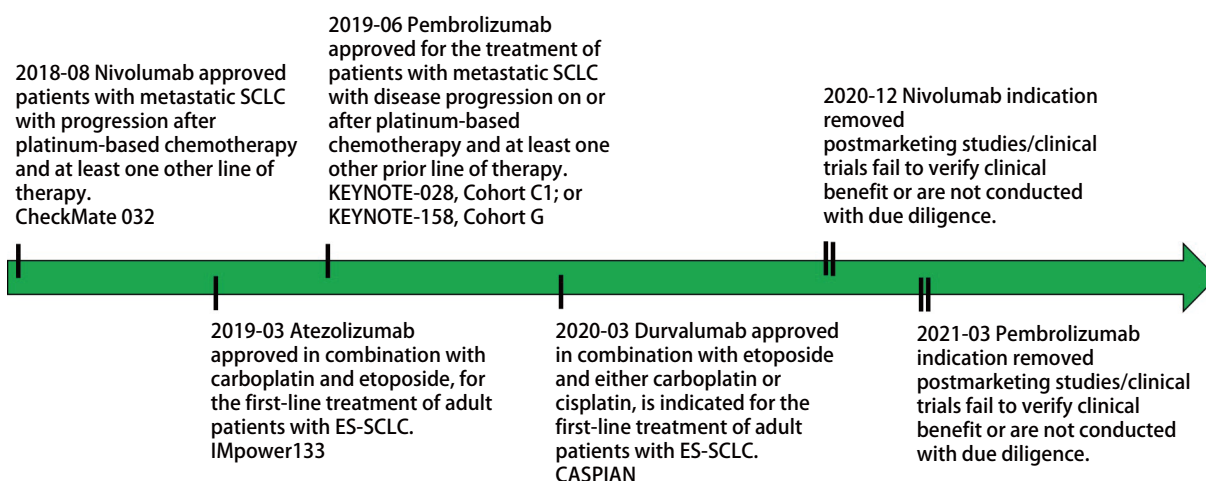 2018-08 Nivolumab approved
patients with metastatic SCLC
with progression after
platinum-based chemotherapy
and at least one other line of
therapy.
CheckMate 032
2019-06 Pembrolizumab
approved for the treatment of
patients with metastatic SCLC
with disease progression on or
after platinum-based
chemotherapy and at least one
other prior line of therapy.
KEYNOTE-028, Cohort C1; or
KEYNOTE-158, Cohort G
2020-12 Nivolumab indication
removed
postmarketing studies/clinical
trials fail to verify clinical
benefit or are not conducted
with due diligence.
2019-03 Atezolizumab
approved in combination with
carboplatin and etoposide, for
the first-line treatment of adult
patients with ES-SCLC.
IMpower133
2020-03 Durvalumab approved
in combination with etoposide
and either carboplatin or
cisplatin, is indicated for the
first-line treatment of adult
patients with ES-SCLC.
CASPIAN
2021-03 Pembrolizumab
indication removed
postmarketing studies/clinical
trials fail to verify clinical
benefit or are not conducted
with due diligence.